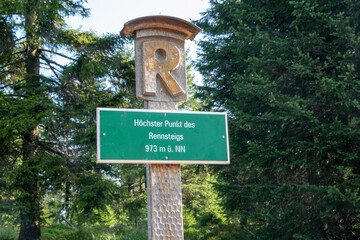 R
Höchster Punkt des
Rennsteigs
973 m ü. NN